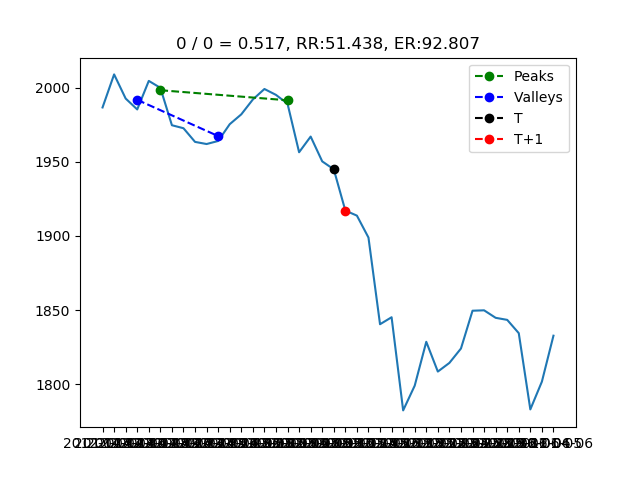 0 / 0 = 0.517, RR:51.438, ER:92.807
Peaks
Valleys
T
T+1
2000
1950
1900
1850
1800